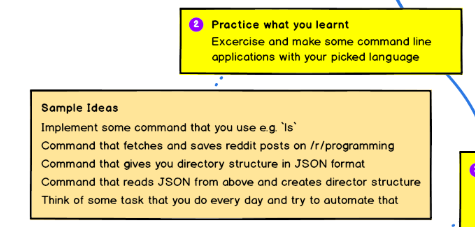 2 Practice what you learnt
Excercise and make some command line
applications with your picked language
Sample Ideas
Implement some command that you use e.g. `ls`
Command that fetches and saves reddit posts on /r/programming
Command that gives you directory structure in JSON format
Command that reads JSON from above and creates director structure
Think of some task that you do every day and try to automate that